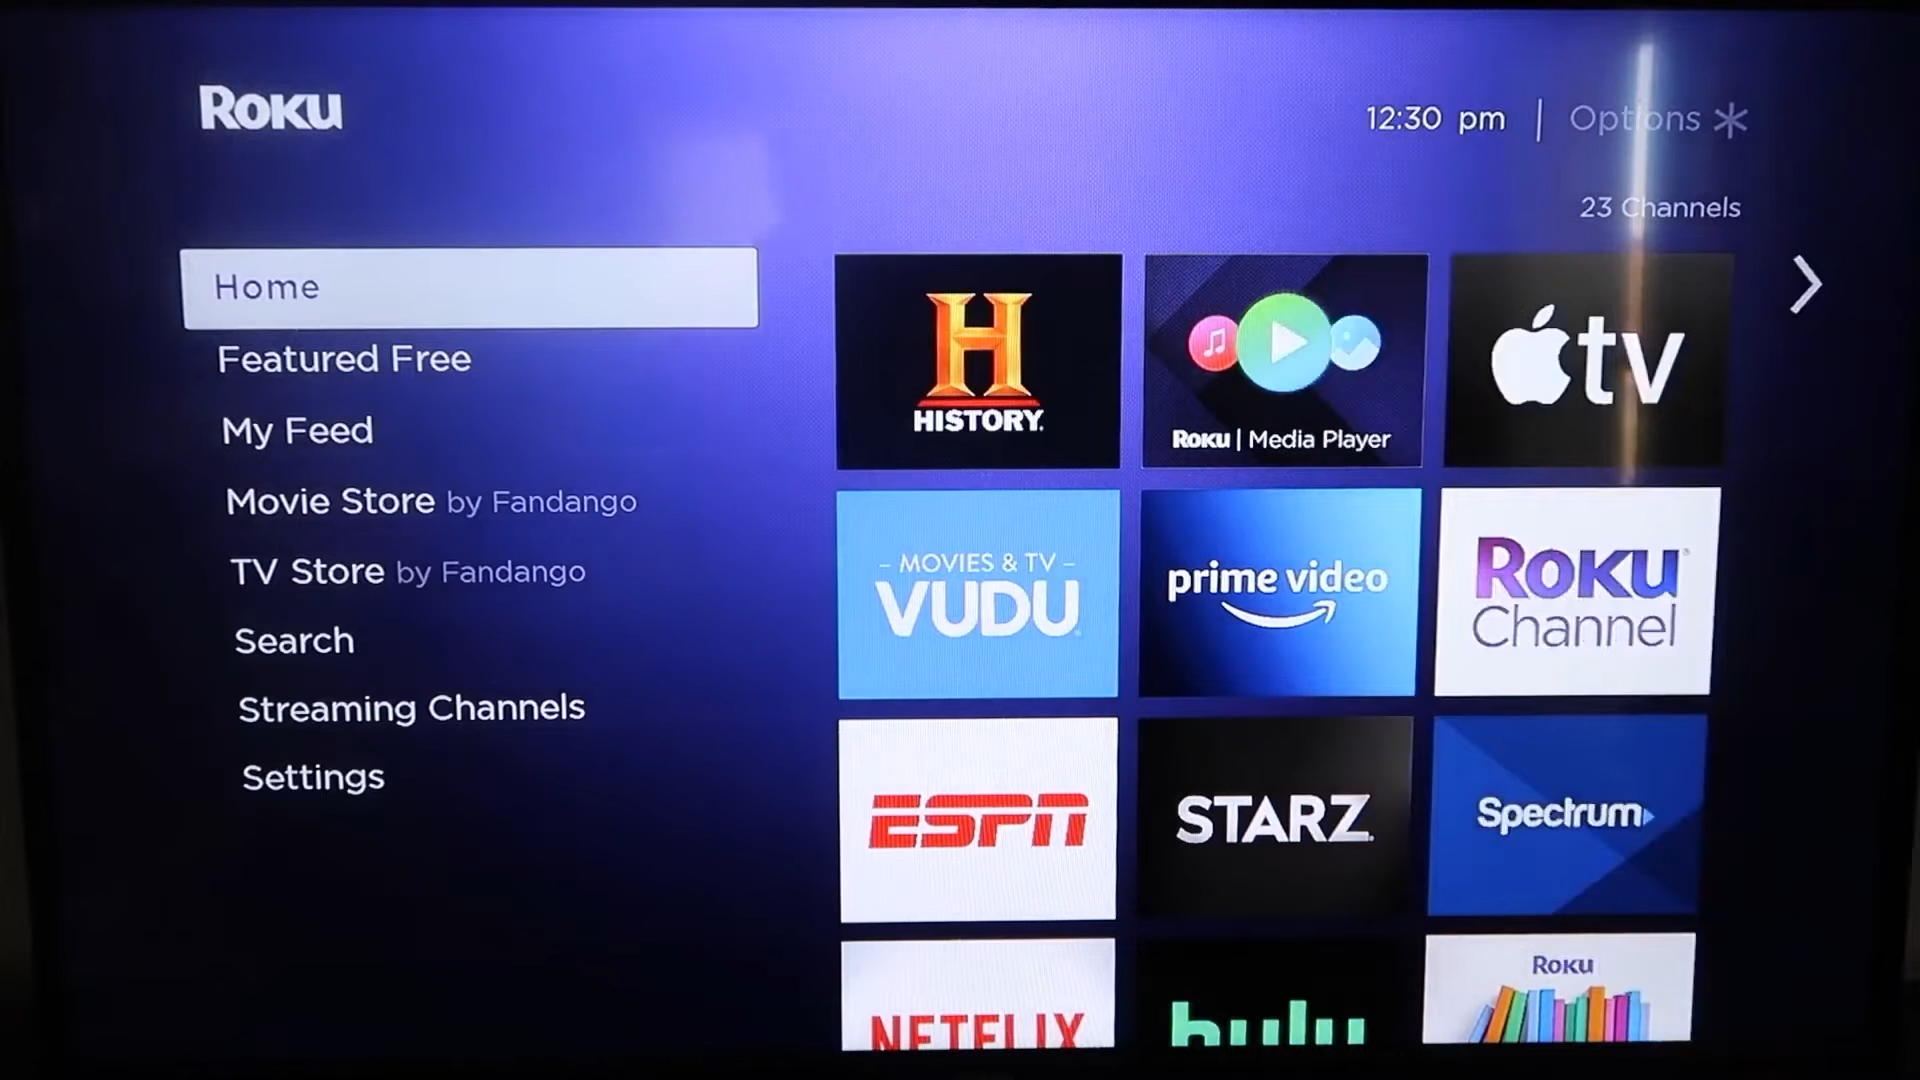 ROKU
12:30 pm | Options *
23 Channels
Home
Featured Free
My Feed
Movie Store by Fandango
TV Store by Fandango
Search
Streaming Channels
Settings
H
HISTORY.
ROKU | Media Player
tv
- MOVIES & TV -
VUDU
prime video
ROKU
Channel
ESPN
STARZ
Spectrum
NETFLIX
hulu
ROKU